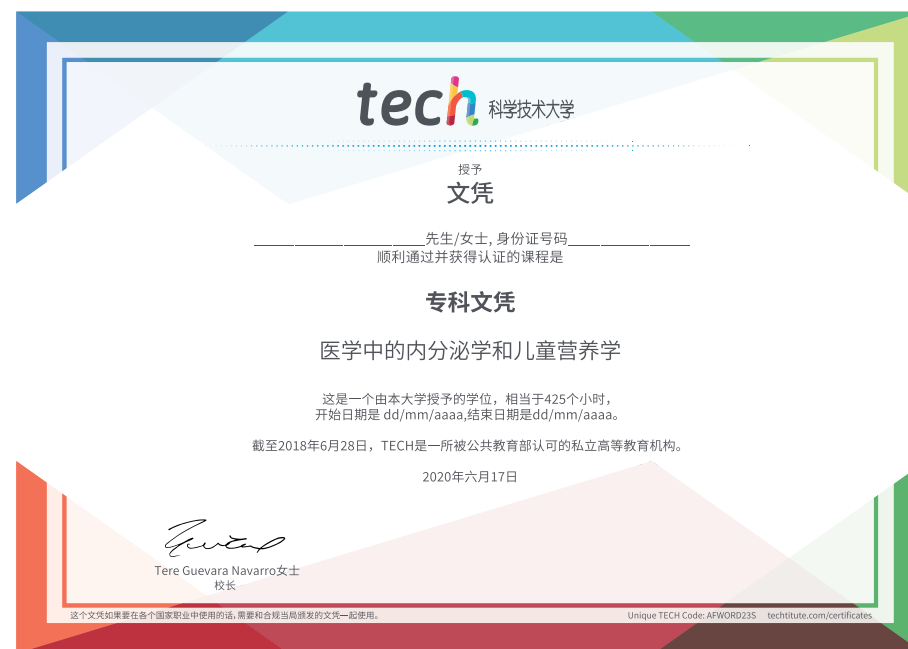 tech 科学技术大学
授予
文凭
先生/女士, 身份证号码
顺利通过并获得认证的课程是
专科文凭
医学中的内分泌学和儿童营养学
这是一个由本大学授予的学位，相当于425个小时，
开始日期是 dd/mm/aaaa,结束日期是dd/mm/aaaa。
截至2018年6月28日，TECH是一所被公共教育部认可的私立高等教育机构。
2020年六月17日
Tere Guevara Navarro女士
校长
这个文凭如果要在各个国家职业中使用的话,需要和合规当局颁发的文凭一起使用。
Unique TECH Code: AFWORD23S techtitute.com/certificates